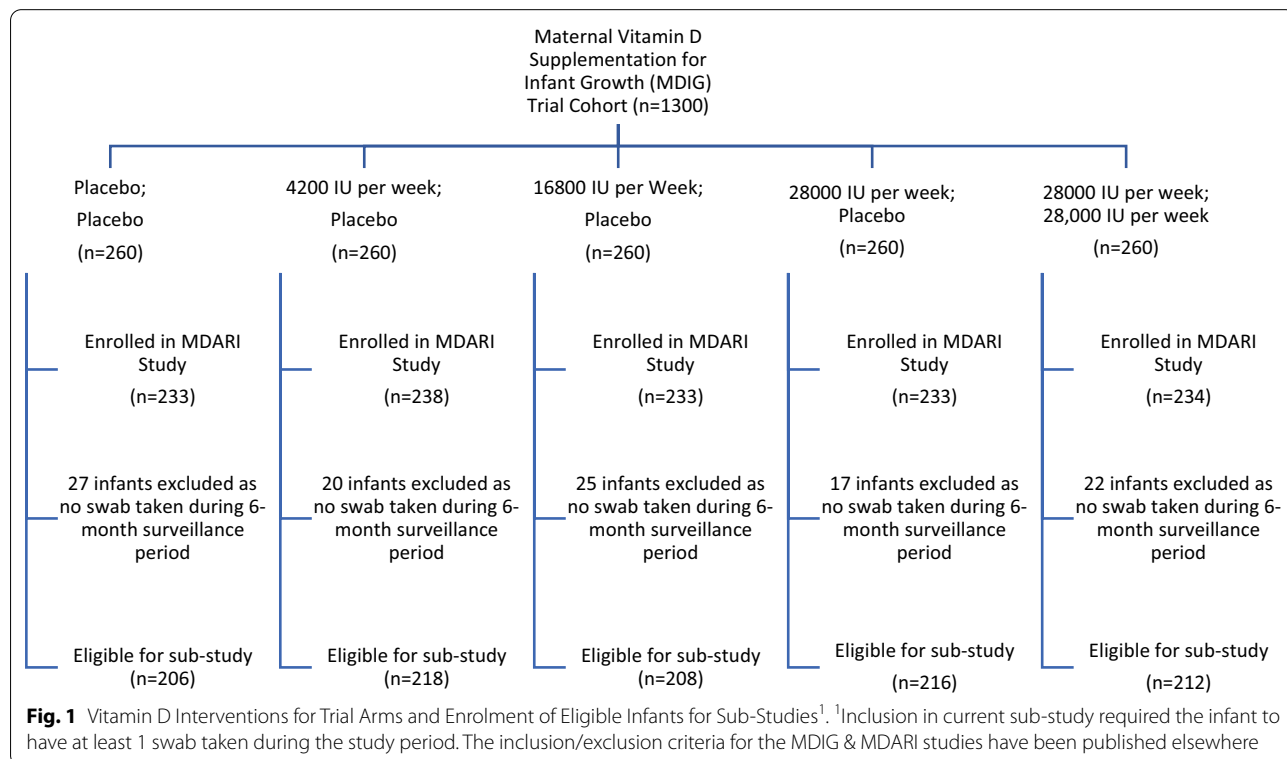 Maternal Vitamin D
Supplementation for
Infant Growth (MDIG)
Trial Cohort (n=1300)
Placebo;
Placebo
(n=260)
4200 IU per week;
Placebo
(n=260)
16800 IU per Week;
Placebo
(n=260)
28000 IU per week;
Placebo
(n=260)
28000 IU per week;
28,000 IU per week
(n=260)
Enrolled in MDARI
Study
(n=233)
Enrolled in MDARI
Study
(n=238)
Enrolled in MDARI
Study
(n=233)
Enrolled in MDARI
Study
(n=233)
Enrolled in MDARI
Study
(n=234)
27 infants excluded as
no swab taken during 6-
month surveillance
period
20 infants excluded as
no swab taken during 6-
month surveillance
period
25 infants excluded as
no swab taken during 6-
month surveillance
period
17 infants excluded as
no swab taken during 6-
month surveillance
period
22 infants excluded as
no swab taken during 6-
month surveillance
period
Eligible for sub-study
(n=206)
Eligible for sub-study
(n=218)
Eligible for sub-study
(n=208)
Eligible for sub-study
(n=216)
Eligible for sub-study
(n=212)
Fig. 1 Vitamin D Interventions for Trial Arms and Enrolment of Eligible Infants for Sub-Studies¹. ¹Inclusion in current sub-study required the infant to
have at least 1 swab taken during the study period. The inclusion/exclusion criteria for the MDIG & MDARI studies have been published elsewhere